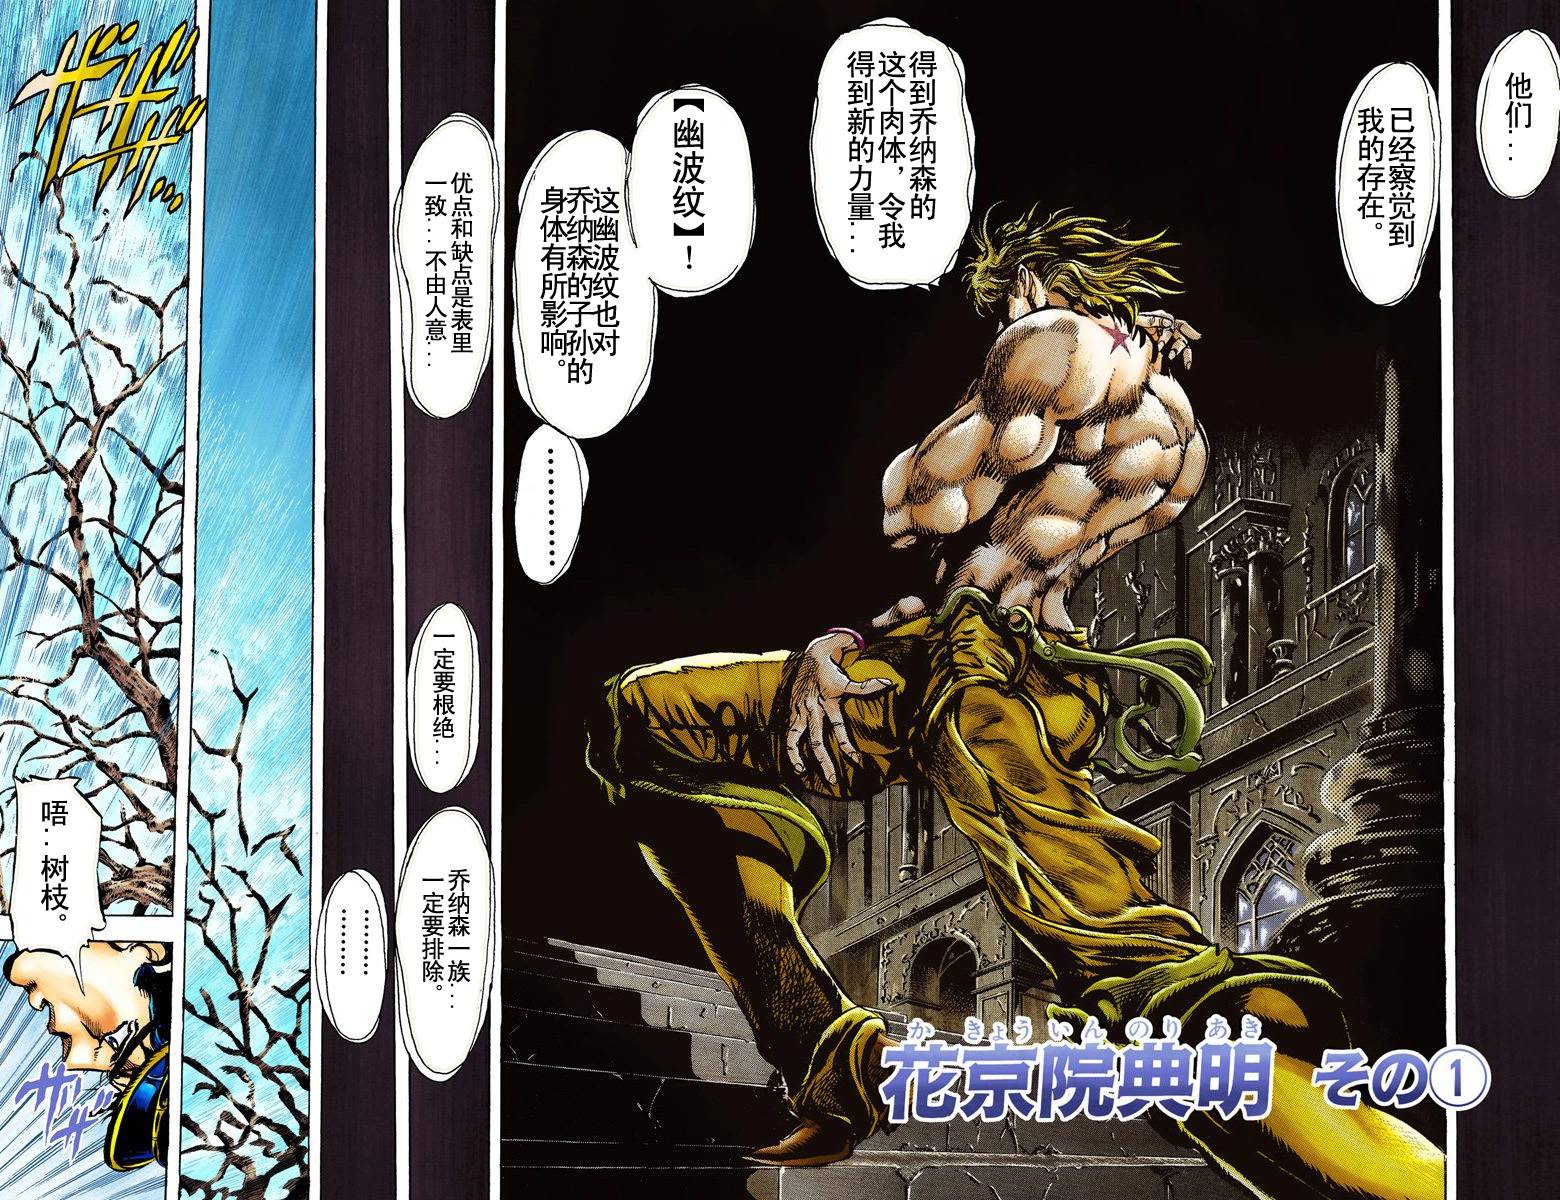 他们…
已经察觉到
我的存在。
得到乔纳森的
这个肉体，令我
得到新的力量…
【幽波纹】！
这幽波纹也对
乔纳森的子孙的
身体有所影响。
………
优点和缺点是表里
一致…不由人意…
一定要根绝…
乔纳森一族…
一定要排除。
………
………
か きょう いん のり あき
花京院典明 その①
ザザザ…
唔…树枝。
ザザッ